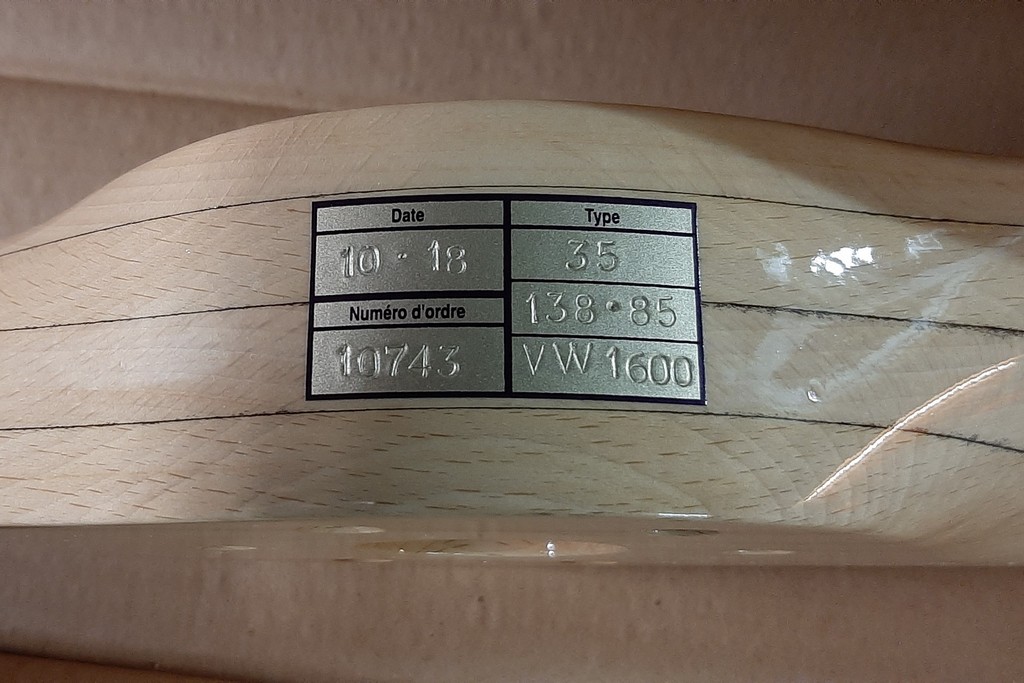 Date
10 · 18
Numéro d'ordre
10743
Type
35
138 · 85
VW 1600